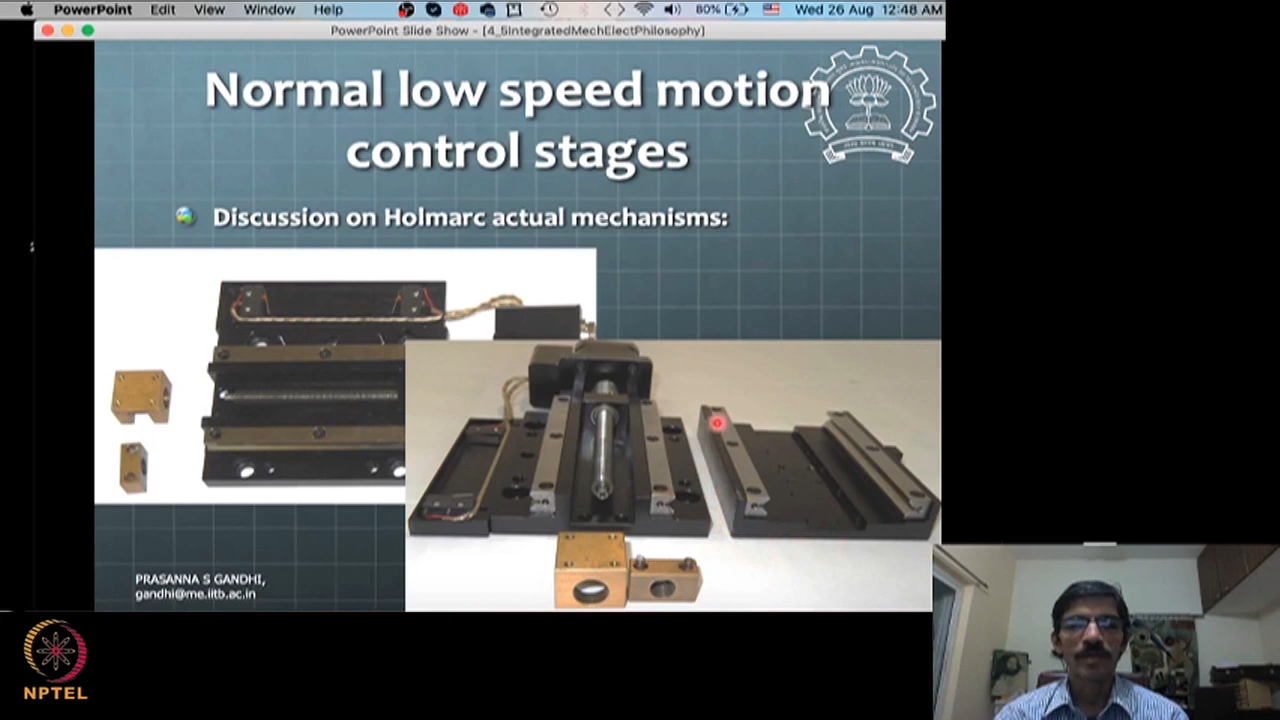 PowerPoint Edit View Window Help 80% Wed 26 Aug 12:48 AM
PowerPoint Slide Show - [4_5IntegratedMechElectPhilosophy]
Normal low speed motion
control stages
Discussion on Holmarc actual mechanisms:
PRASANNA S GANDHI,
gandhi@me.iitb.ac.in
NPTEL